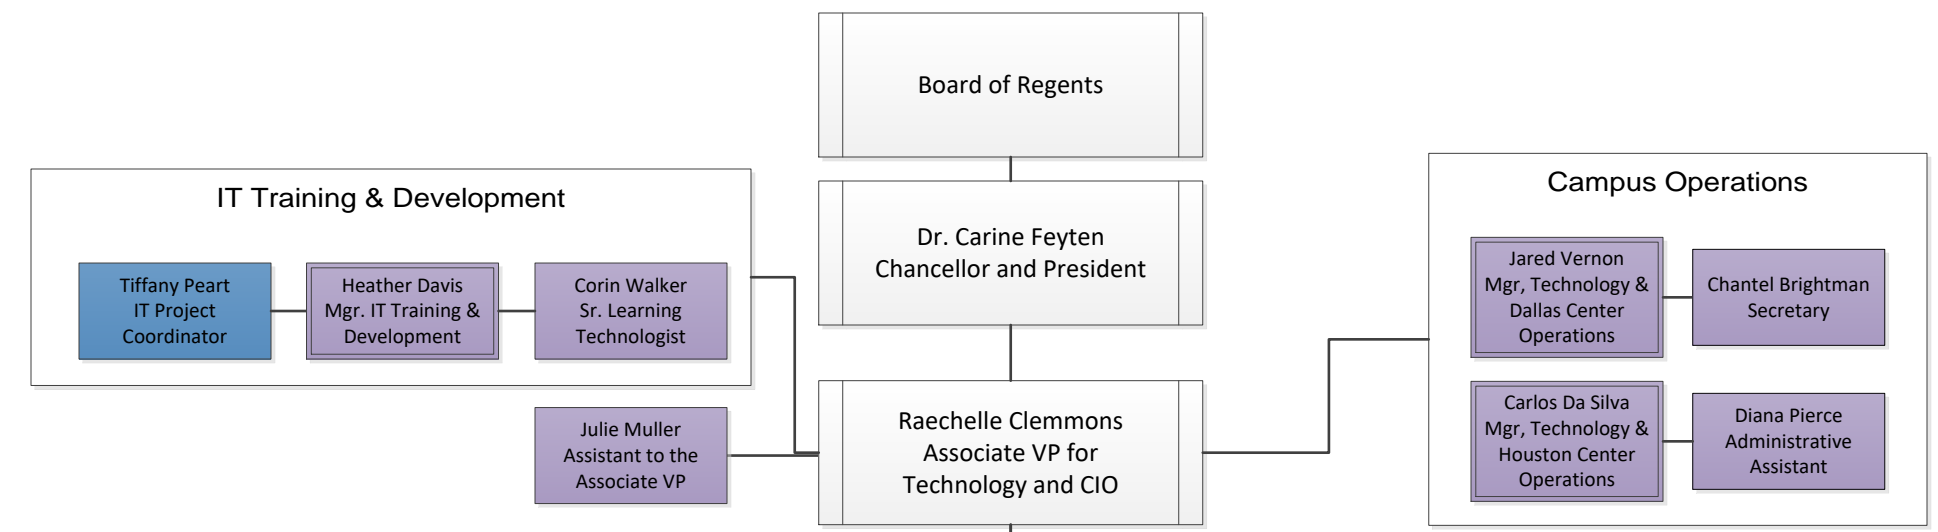 Board of Regents
Dr. Carine Feyten
Chancellor and President
IT Training & Development
Tiffany Peart
IT Project
Coordinator
Heather Davis
Mgr. IT Training &
Development
Corin Walker
Sr. Learning
Technologist
Julie Muller
Assistant to the
Associate VP
Raechelle Clemmons
Associate VP for
Technology and CIO
Campus Operations
Jared Vernon
Mgr, Technology &
Dallas Center
Operations
Chantel Brightman
Secretary
Carlos Da Silva
Mgr, Technology &
Houston Center
Operations
Diana Pierce
Administrative
Assistant